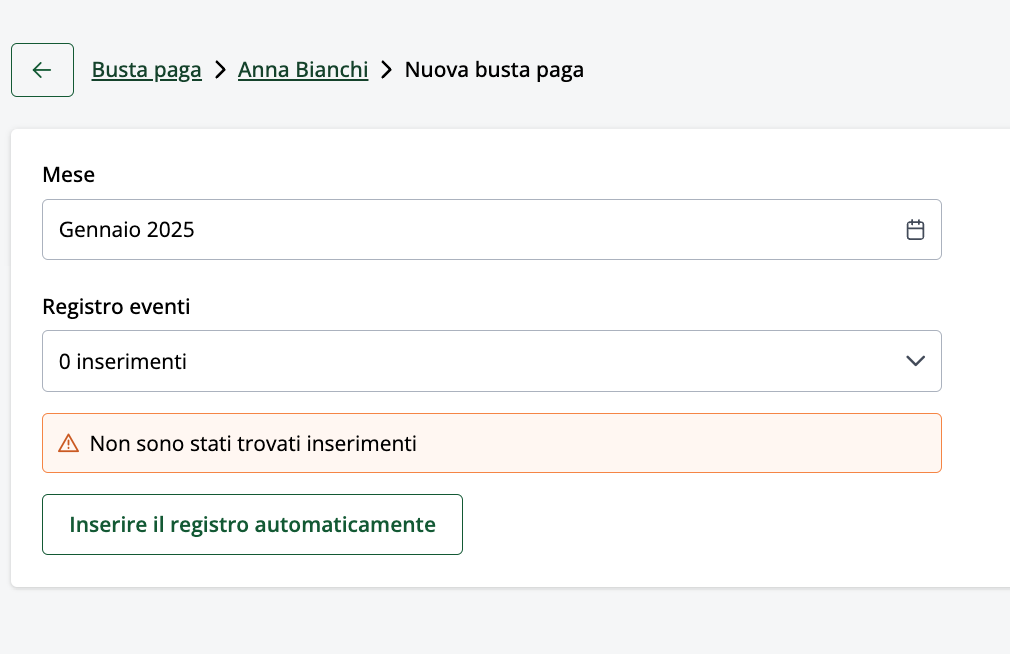 Busta paga > Anna Bianchi > Nuova busta paga
Mese
Gennaio 2025
Registro eventi
0 inserimenti
Non sono stati trovati inserimenti
Inserire il registro automaticamente